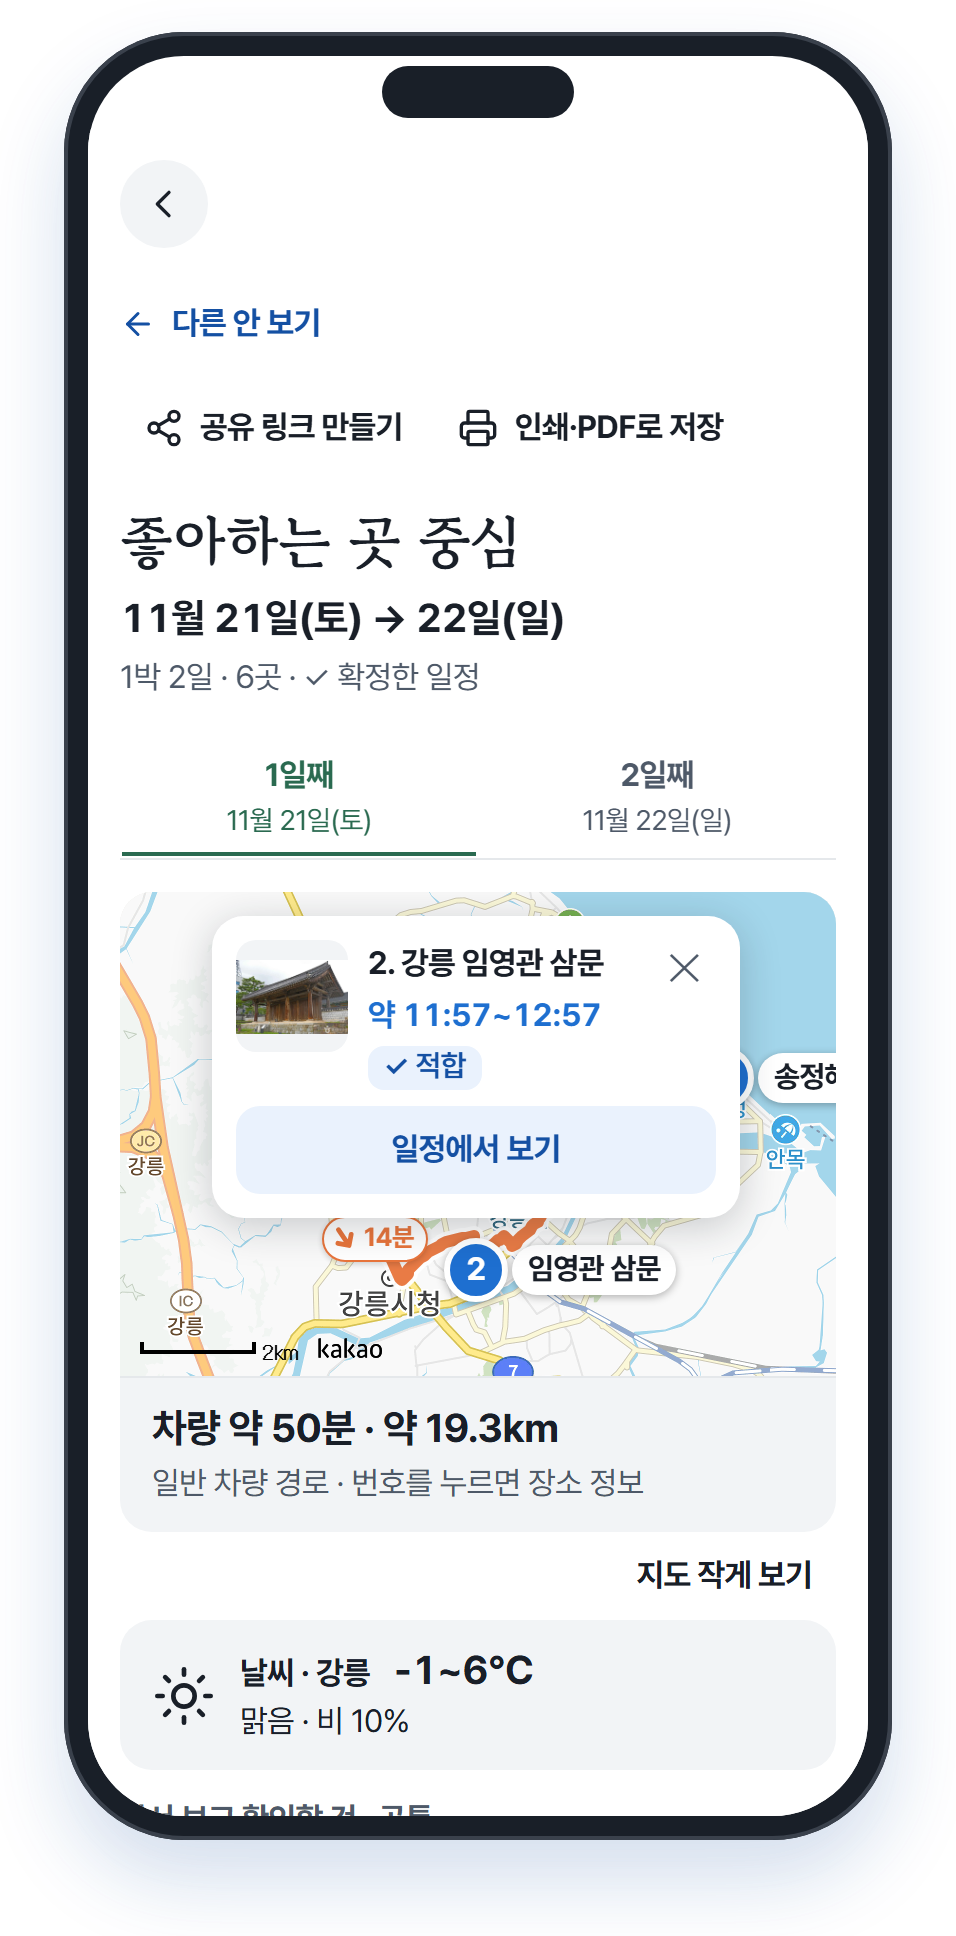 다른 안 보기
공유 링크 만들기
인쇄·PDF로 저장
좋아하는 곳 중심
11월 21일(토) → 22일(일)
1박 2일 · 6곳 · ✓ 확정한 일정
1일째
11월 21일(토)
2일째
11월 22일(일)
2. 강릉 임영관 삼문
약 11:57~12:57
✓ 적합
일정에서 보기
JC
강릉
안목
14분
2
임영관 삼문
강릉시청
IC
강릉
2km
kakao
7
차량 약 50분 · 약 19.3km
일반 차량 경로 · 번호를 누르면 장소 정보
지도 작게 보기
날씨 · 강릉 -1~6°C
맑음 · 비 10%